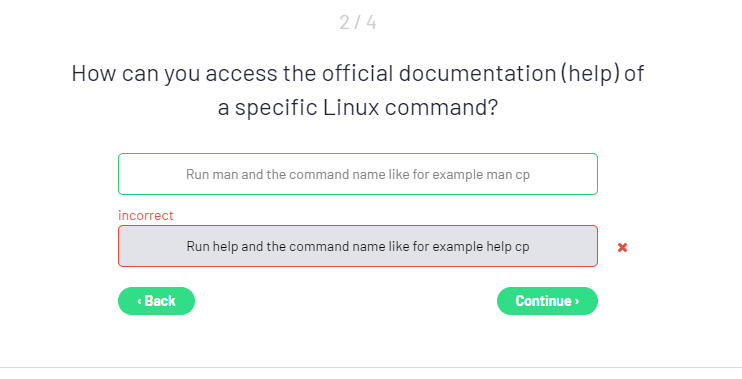 2 / 4
How can you access the official documentation (help) of
a specific Linux command?
Run man and the command name like for example man cp
incorrect
Run help and the command name like for example help cp
‹ Back
Continue ›